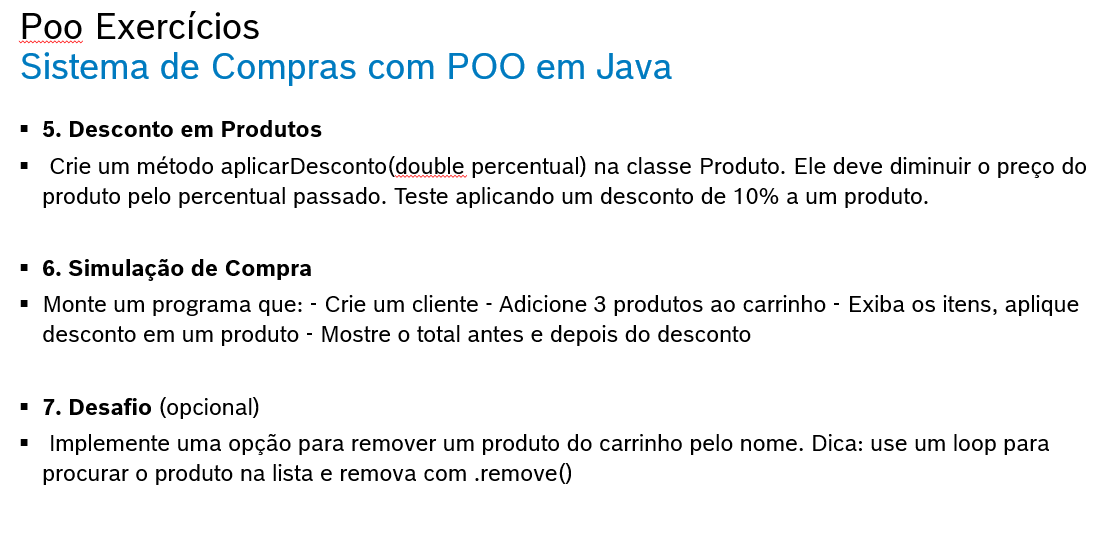 Poo Exercícios
Sistema de Compras com POO em Java
▪ 5. Desconto em Produtos
▪ Crie um método aplicarDesconto(double percentual) na classe Produto. Ele deve diminuir o preço do
produto pelo percentual passado. Teste aplicando um desconto de 10% a um produto.
▪ 6. Simulação de Compra
▪ Monte um programa que: - Crie um cliente - Adicione 3 produtos ao carrinho - Exiba os itens, aplique
desconto em um produto - Mostre o total antes e depois do desconto
▪ 7. Desafio (opcional)
▪ Implemente uma opção para remover um produto do carrinho pelo nome. Dica: use um loop para
procurar o produto na lista e remova com .remove()